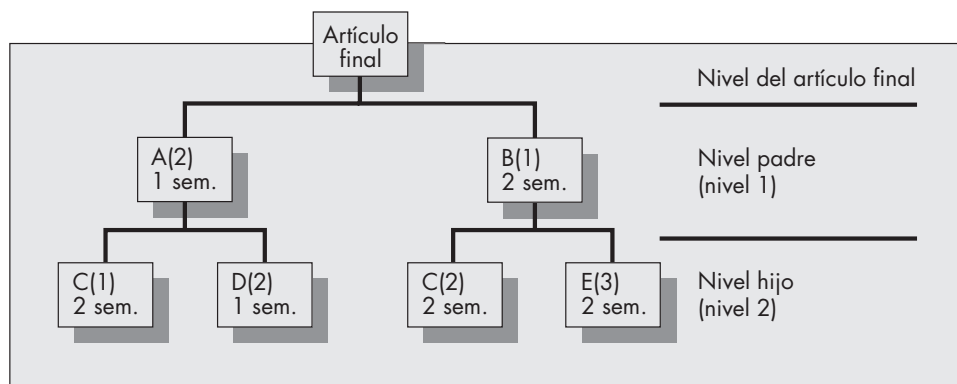 Artículo
final
Nivel del artículo final
A(2)
1 sem.
B(1)
2 sem.
Nivel padre
(nivel 1)
C(1)
2 sem.
D(2)
1 sem.
C(2)
2 sem.
E(3)
2 sem.
Nivel hijo
(nivel 2)